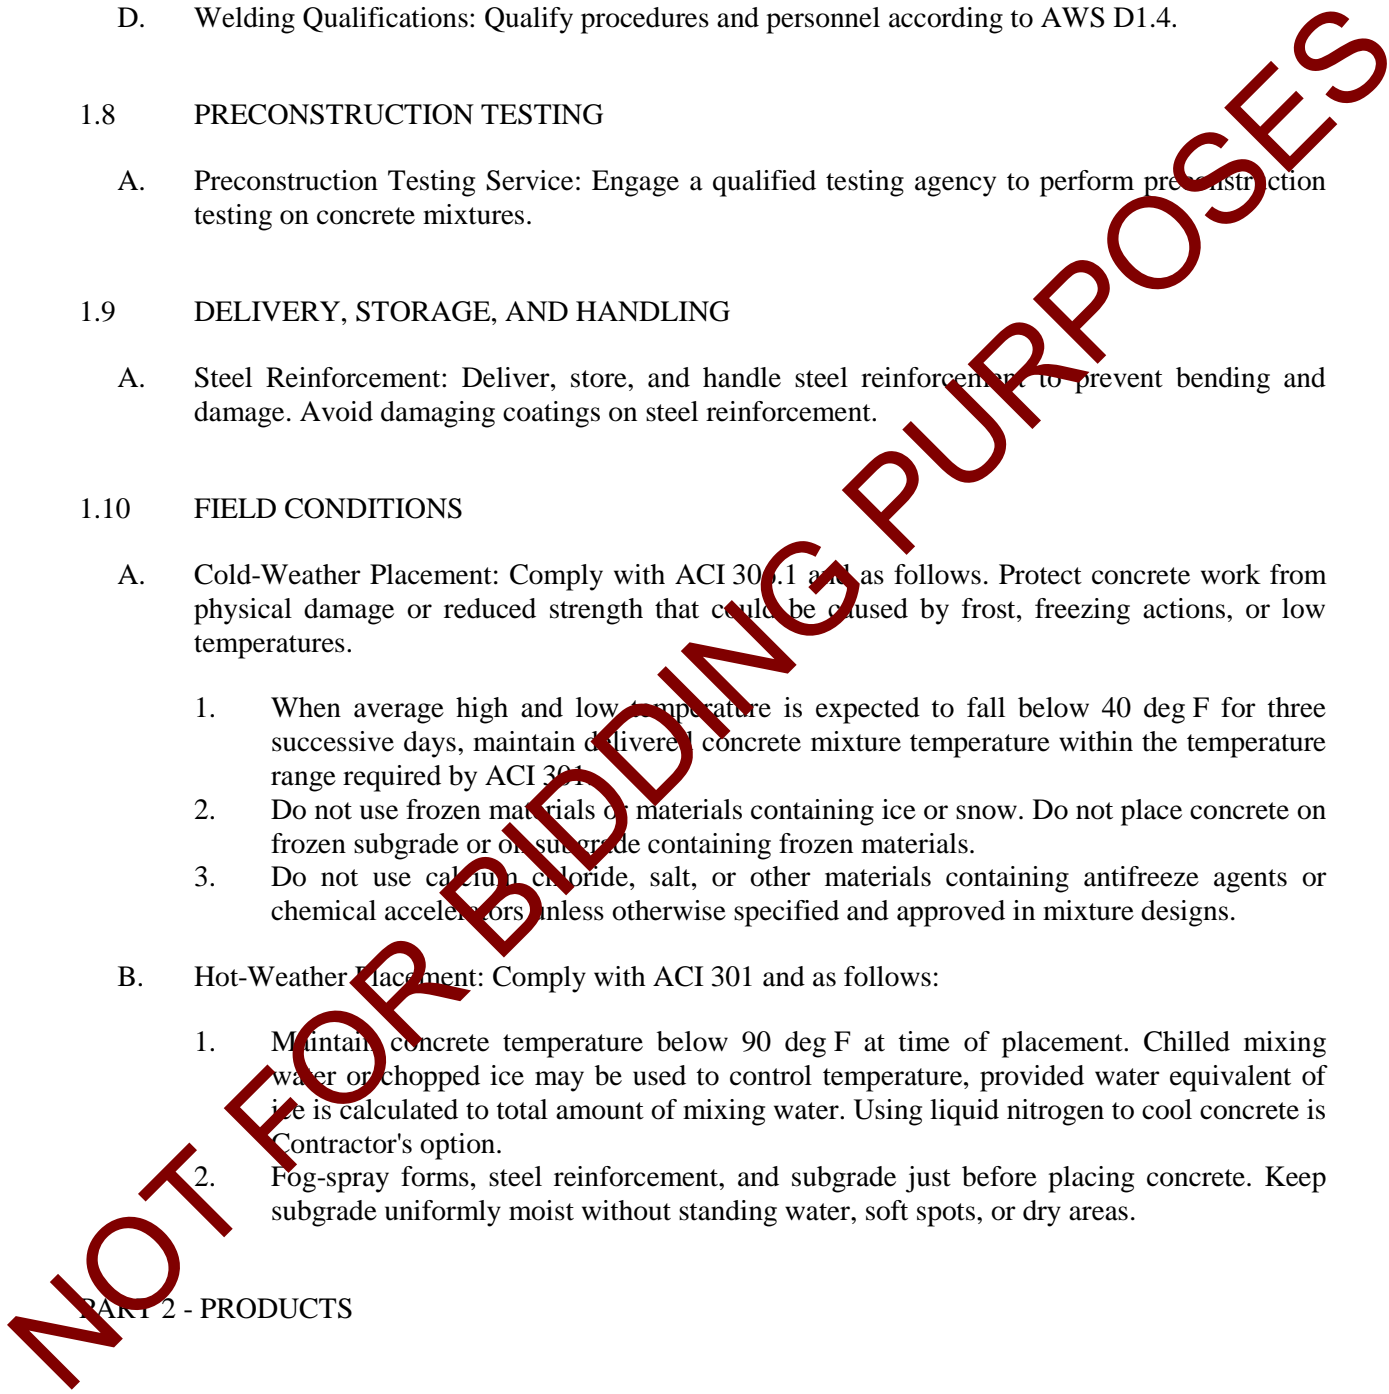 D. Welding Qualifications: Qualify procedures and personnel according to AWS D1.4.
1.8 PRECONSTRUCTION TESTING
A. Preconstruction Testing Service: Engage a qualified testing agency to perform preconstruction
testing on concrete mixtures.
1.9 DELIVERY, STORAGE, AND HANDLING
A. Steel Reinforcement: Deliver, store, and handle steel reinforcement to prevent bending and
damage. Avoid damaging coatings on steel reinforcement.
1.10 FIELD CONDITIONS
A. Cold-Weather Placement: Comply with ACI 306.1 and as follows. Protect concrete work from
physical damage or reduced strength that could be caused by frost, freezing actions, or low
temperatures.
1. When average high and low temperature is expected to fall below 40 deg F for three
successive days, maintain delivered concrete mixture temperature within the temperature
range required by ACI 301.
2. Do not use frozen materials or materials containing ice or snow. Do not place concrete on
frozen subgrade or on subgrade containing frozen materials.
3. Do not use calcium chloride, salt, or other materials containing antifreeze agents or
chemical accelerators unless otherwise specified and approved in mixture designs.
B. Hot-Weather Placement: Comply with ACI 301 and as follows:
1. Maintain concrete temperature below 90 deg F at time of placement. Chilled mixing
water or chopped ice may be used to control temperature, provided water equivalent of
ice is calculated to total amount of mixing water. Using liquid nitrogen to cool concrete is
Contractor's option.
2. Fog-spray forms, steel reinforcement, and subgrade just before placing concrete. Keep
subgrade uniformly moist without standing water, soft spots, or dry areas.
PART 2 - PRODUCTS
NOT FOR BIDDING PURPOSES